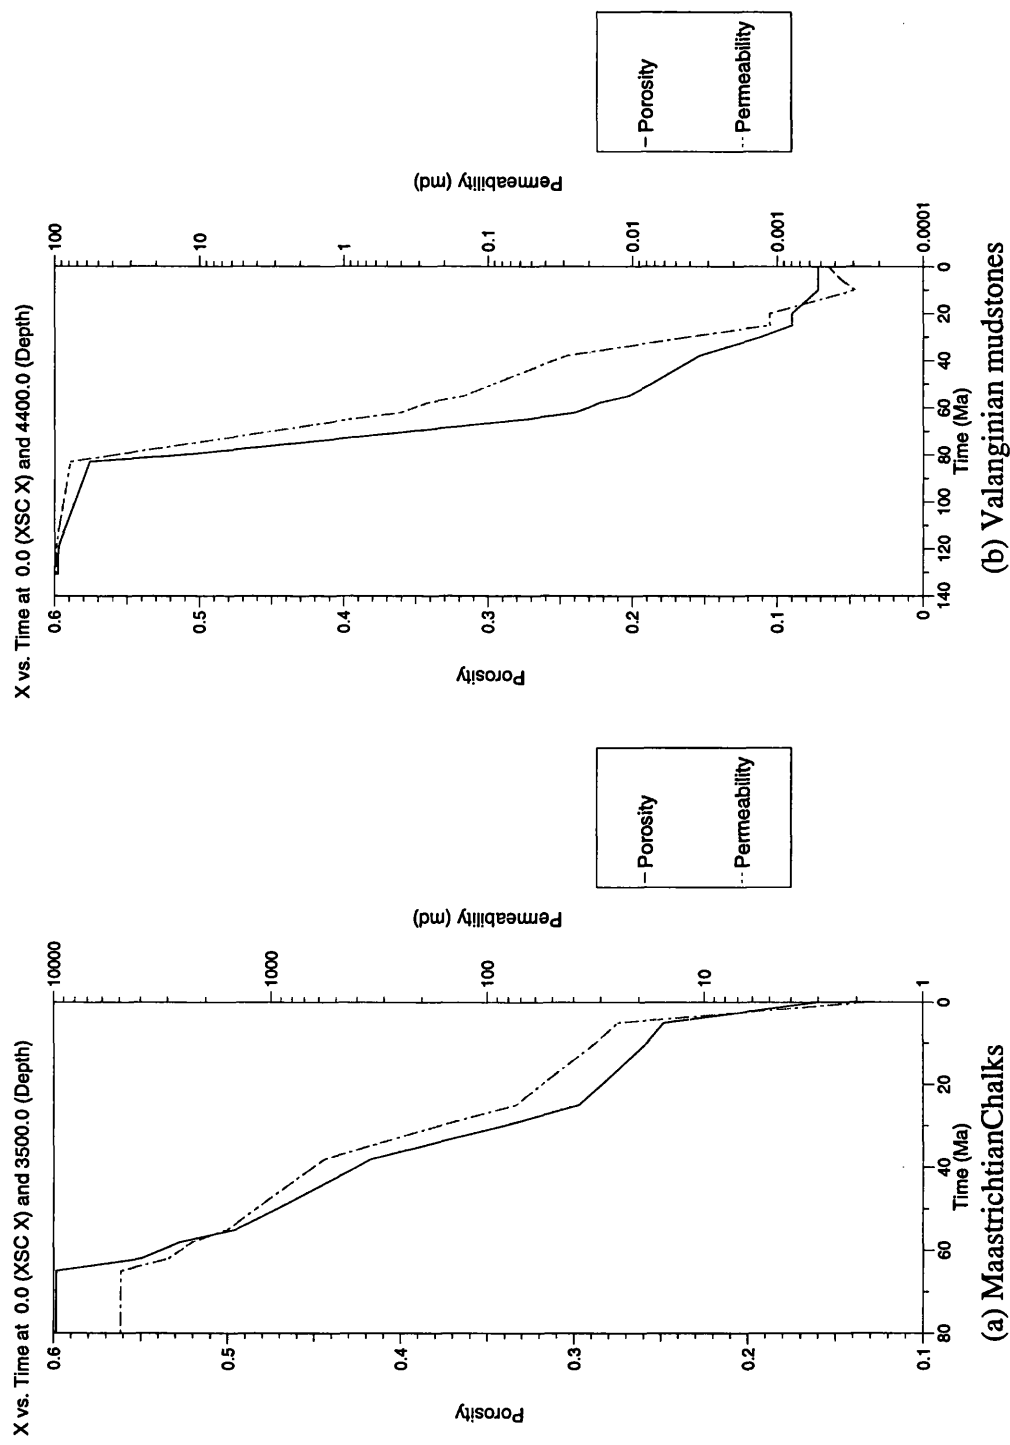 X vs. Time at 0.0 (XSC X) and 3500.0 (Depth)
0.6
0.5
0.4
0.3
0.2
0.1
Porosity
80
60
40
20
0
Time (Ma)
10000
1000
100
10
1
Permeability (md)
Porosity
Permeability
(a) MaastrichtianChalks
X vs. Time at 0.0 (XSC X) and 4400.0 (Depth)
0.6
0.5
0.4
0.3
0.2
0.1
0
Porosity
140
120
100
80
60
40
20
0
Time (Ma)
100
10
1
0.1
0.01
0.001
0.0001
Permeability (md)
Porosity
Permeability
(b) Valanginian mudstones